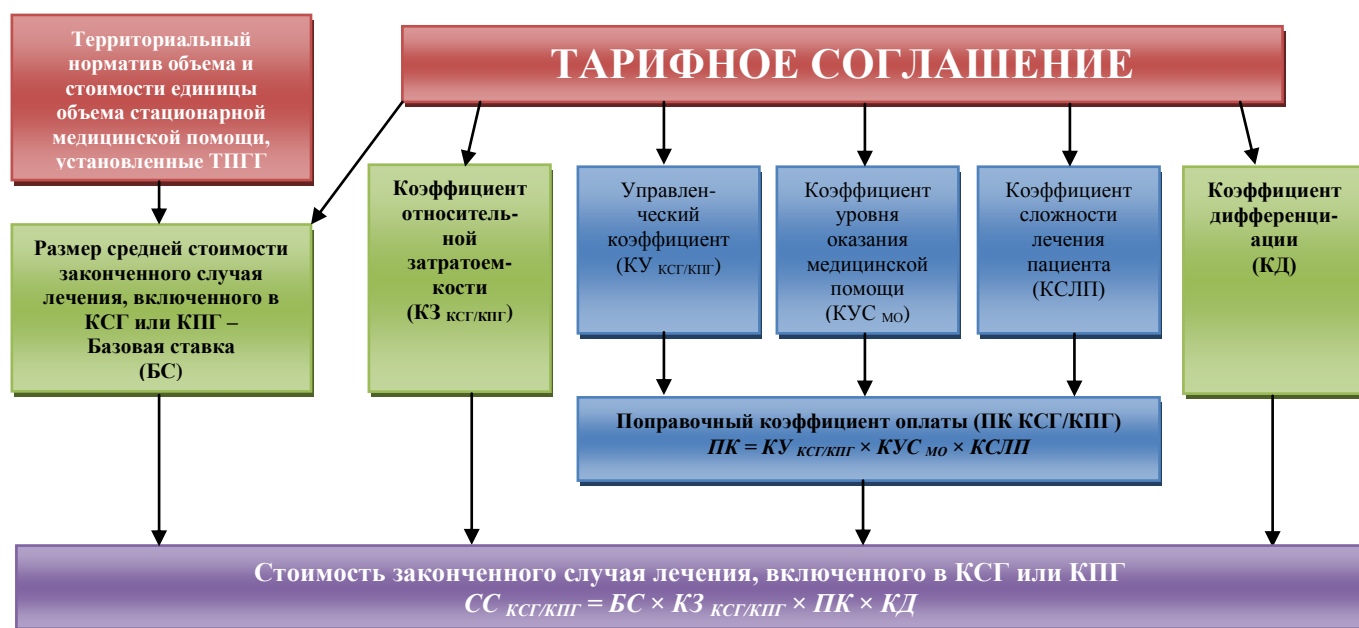 Территориальный
норматив объема и
стоимости единицы
объема стационарной
медицинской помощи,
установленные ТПГГ
ТАРИФНОЕ СОГЛАШЕНИЕ
Размер средней стоимости
законченного случая
лечения, включенного в
КСГ или КПГ –
Базовая ставка
(БС)
Коэффициент
относитель-
ной
затратоем-
кости
(КЗ КСГ/КПГ)
Управлен-
ческий
коэффициент
(КУ КСГ/КПГ)
Коэффициент
уровня
оказания
медицинской
помощи
(КУС МО)
Коэффициент
сложности
лечения
пациента
(КСЛП)
Коэффициент
дифференци-
ации
(КД)
Поправочный коэффициент оплаты (ПК КСГ/КПГ)
ПК = КУ КСГ/КПГ × КУС МО × КСЛП
Стоимость законченного случая лечения, включенного в КСГ или КПГ
СС КСГ/КПГ = БС × КЗ КСГ/КПГ × ПК × КД